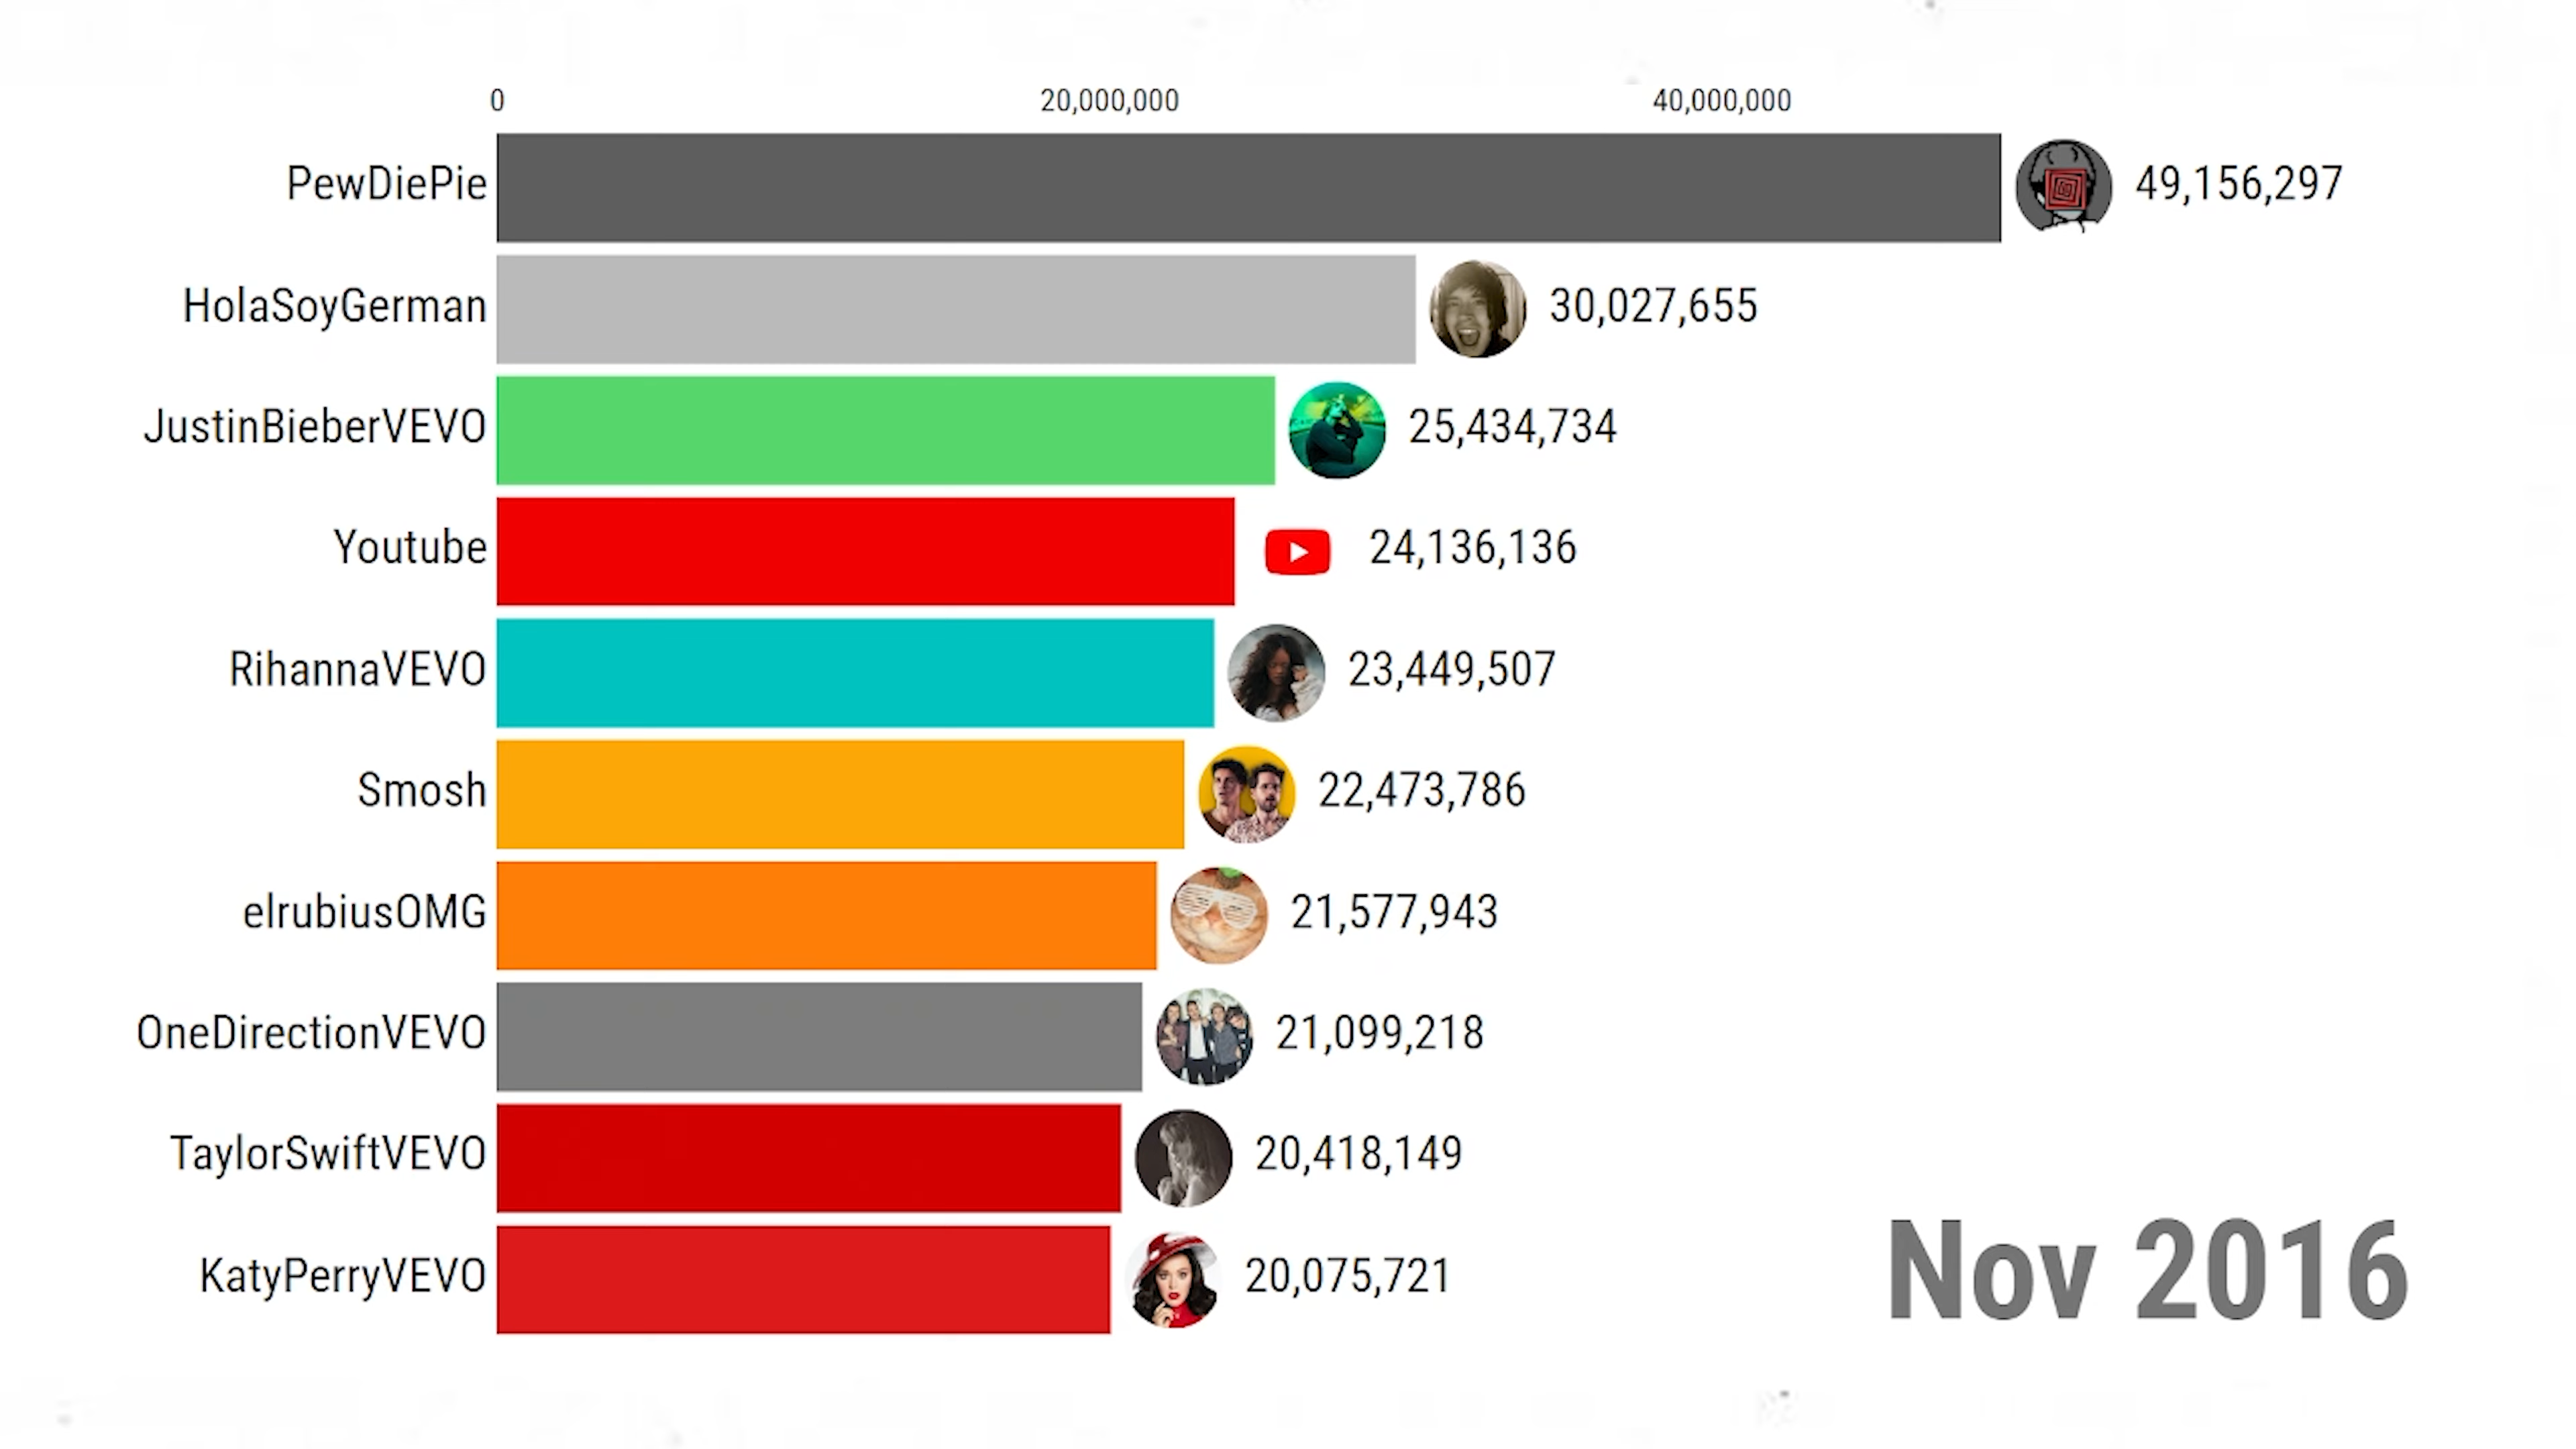 0 20,000,000 40,000,000
PewDiePie 49,156,297
HolaSoyGerman 30,027,655
JustinBieberVEVO 25,434,734
Youtube 24,136,136
RihannaVEVO 23,449,507
Smosh 22,473,786
elrubiusOMG 21,577,943
OneDirectionVEVO 21,099,218
TaylorSwiftVEVO 20,418,149
KatyPerryVEVO 20,075,721
Nov 2016